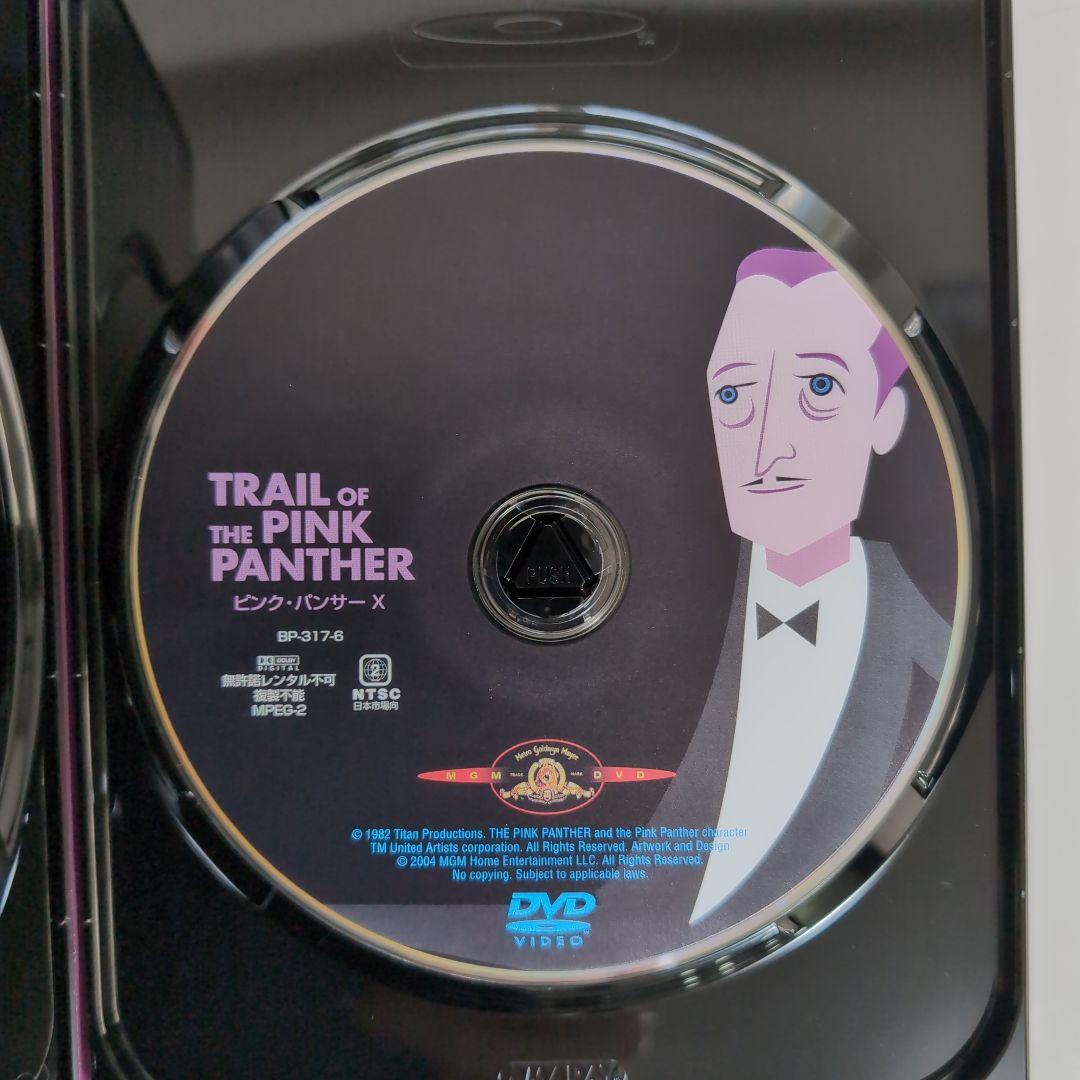 TRAIL OF
THE PINK
PANTHER
ピンク・パンサー X
BP-317-6
DOLBY
DIGITAL
無許諾レンタル不可
複製不能
MPEG-2
2
NTSC
日本市場向
PUSH
Metro Goldwyn Mayer
MGM TRADE MARK DVD
© 1982 Titan Productions. THE PINK PANTHER and the Pink Panther character
TM United Artists corporation. All Rights Reserved. Artwork and Design
© 2004 MGM Home Entertainment LLC. All Rights Reserved.
No copying. Subject to applicable laws.
DVD
VIDEO